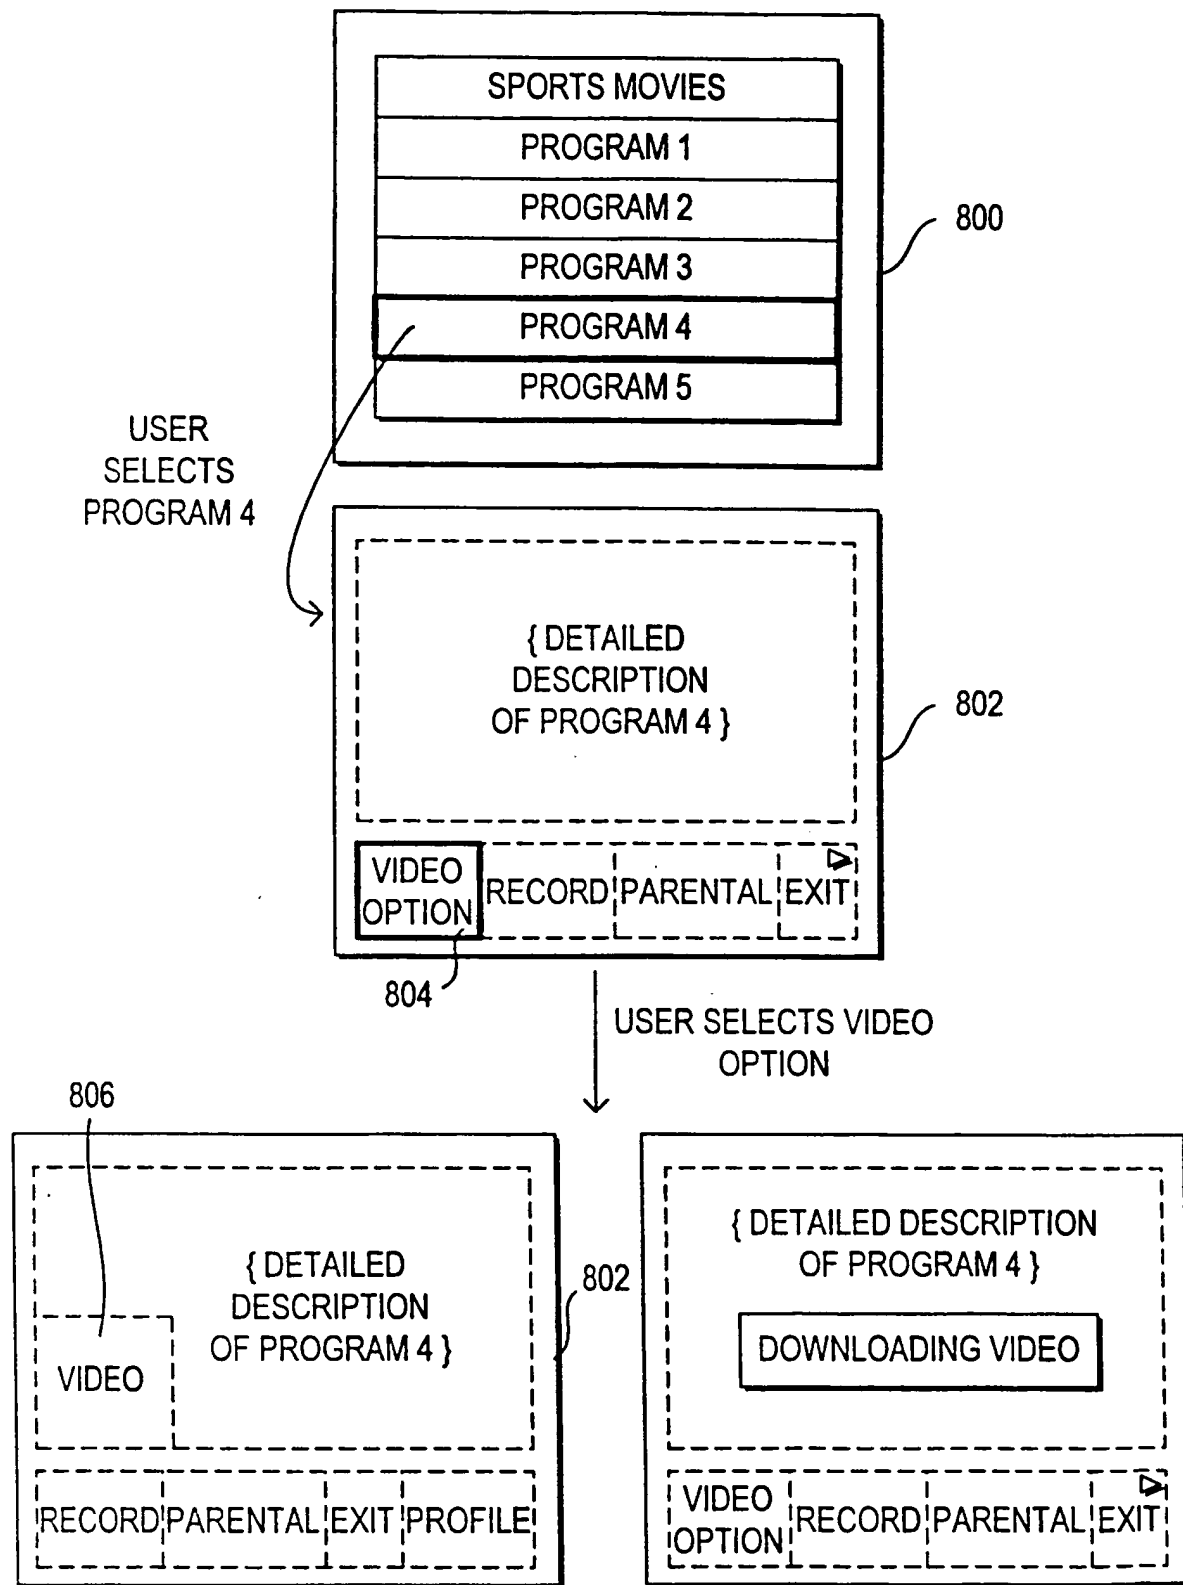 SPORTS MOVIES
PROGRAM 1
PROGRAM 2
PROGRAM 3
PROGRAM 4
PROGRAM 5
800
USER
SELECTS
PROGRAM 4
{ DETAILED
DESCRIPTION
OF PROGRAM 4 }
802
VIDEO
OPTION
RECORD
PARENTAL
EXIT
804
USER SELECTS VIDEO
OPTION
806
{ DETAILED
DESCRIPTION
OF PROGRAM 4 }
VIDEO
802
RECORD
PARENTAL
EXIT
PROFILE
{ DETAILED DESCRIPTION
OF PROGRAM 4 }
DOWNLOADING VIDEO
VIDEO
OPTION
RECORD
PARENTAL
EXIT